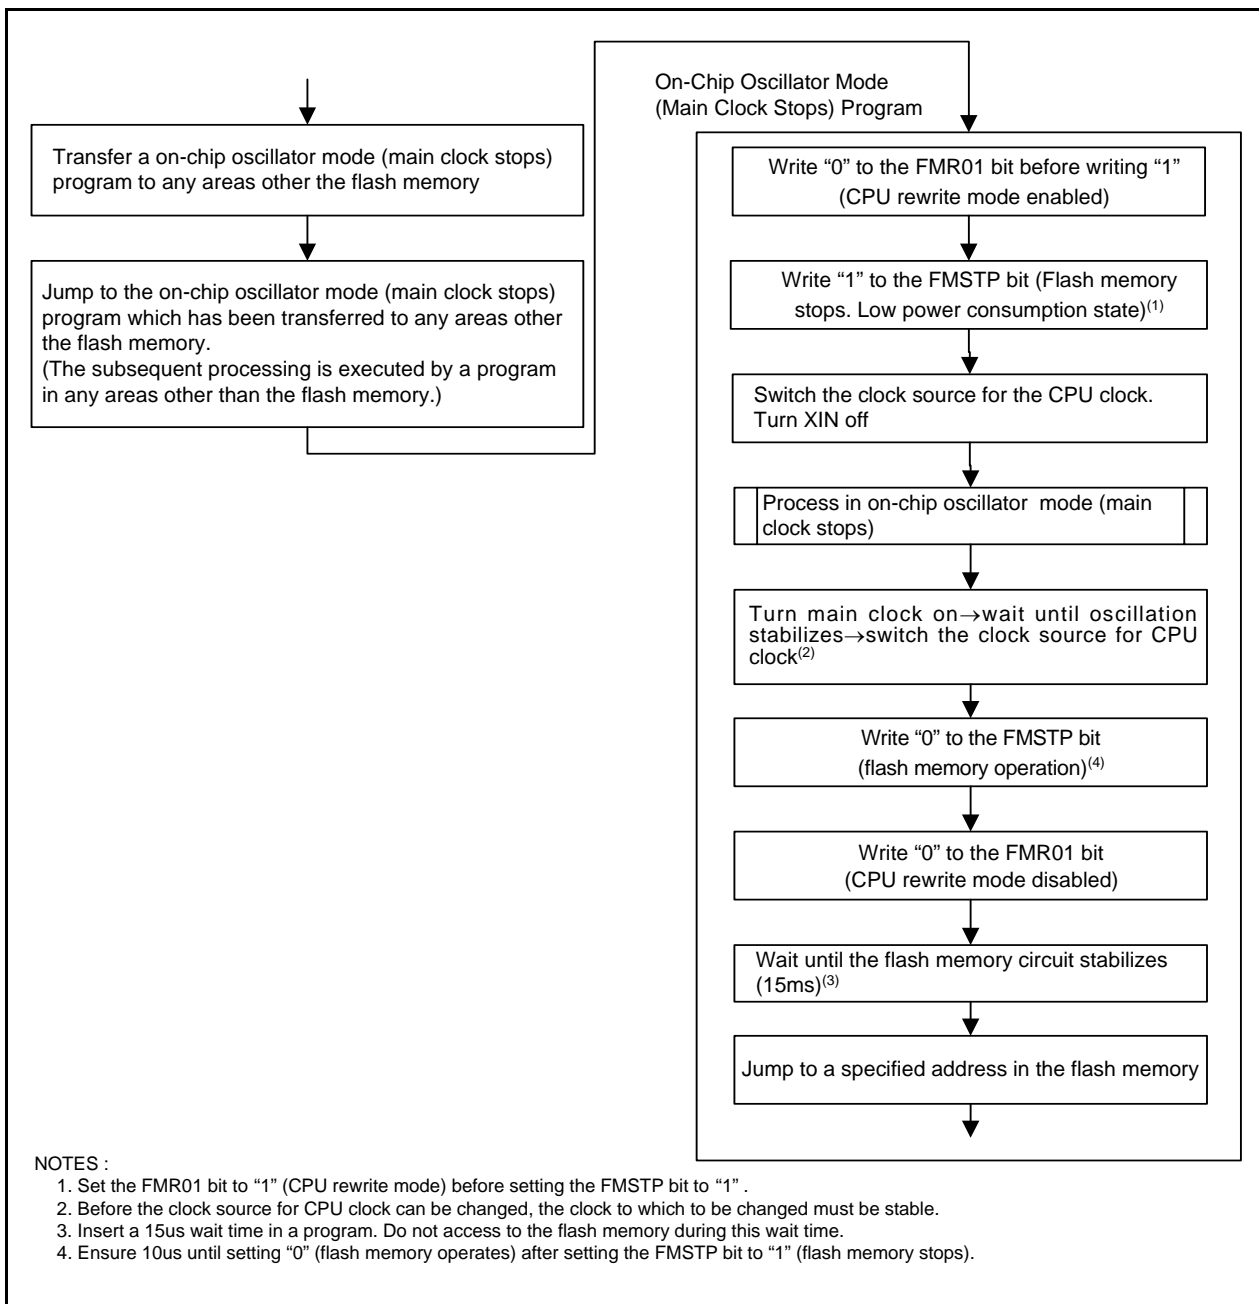 Transfer a on-chip oscillator mode (main clock stops)
program to any areas other the flash memory
Jump to the on-chip oscillator mode (main clock stops)
program which has been transferred to any areas other
the flash memory.
(The subsequent processing is executed by a program
in any areas other than the flash memory.)
On-Chip Oscillator Mode
(Main Clock Stops) Program
Write “0” to the FMR01 bit before writing “1”
(CPU rewrite mode enabled)
Write “1” to the FMSTP bit (Flash memory
stops. Low power consumption state)(1)
Switch the clock source for the CPU clock.
Turn XIN off
Process in on-chip oscillator mode (main
clock stops)
Turn main clock on→wait until oscillation
stabilizes→switch the clock source for CPU
clock(2)
Write “0” to the FMSTP bit
(flash memory operation)(4)
Write “0” to the FMR01 bit
(CPU rewrite mode disabled)
Wait until the flash memory circuit stabilizes
(15ms)(3)
Jump to a specified address in the flash memory
NOTES :
1. Set the FMR01 bit to “1” (CPU rewrite mode) before setting the FMSTP bit to “1” .
2. Before the clock source for CPU clock can be changed, the clock to which to be changed must be stable.
3. Insert a 15us wait time in a program. Do not access to the flash memory during this wait time.
4. Ensure 10us until setting “0” (flash memory operates) after setting the FMSTP bit to “1” (flash memory stops).